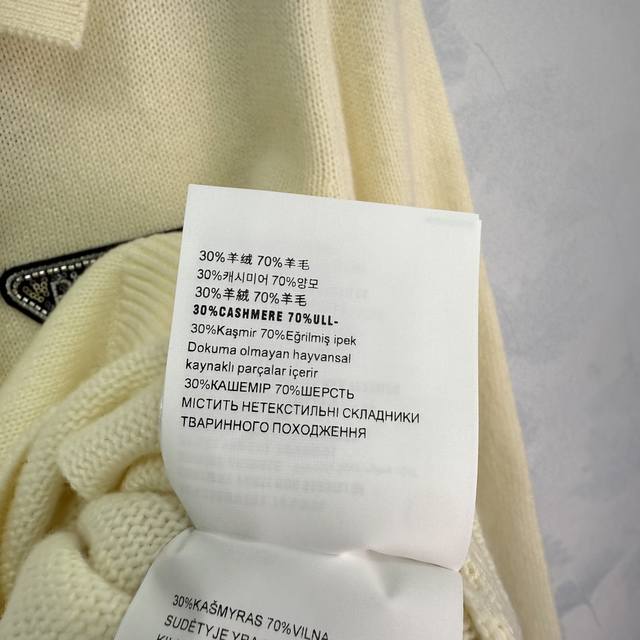 30%羊绒 70%羊毛
30%캐시미어 70%양모
30%羊絨 70%羊毛
30%CASHMERE 70%ULL-
30%Kaşmir 70%Eğrilmiş ipek
Dokuma olmayan hayvansal
kaynaklı parçalar içerir
30%КАШЕМІР 70%ШЕРСТЬ
МІСТИТЬ НЕТЕКСТИЛЬНІ СКЛАДНИКИ
ТВАРИННОГО ПОХОДЖЕННЯ
30%KAŠMYRAS 70%VILNA
SUDĖTYJE YRA